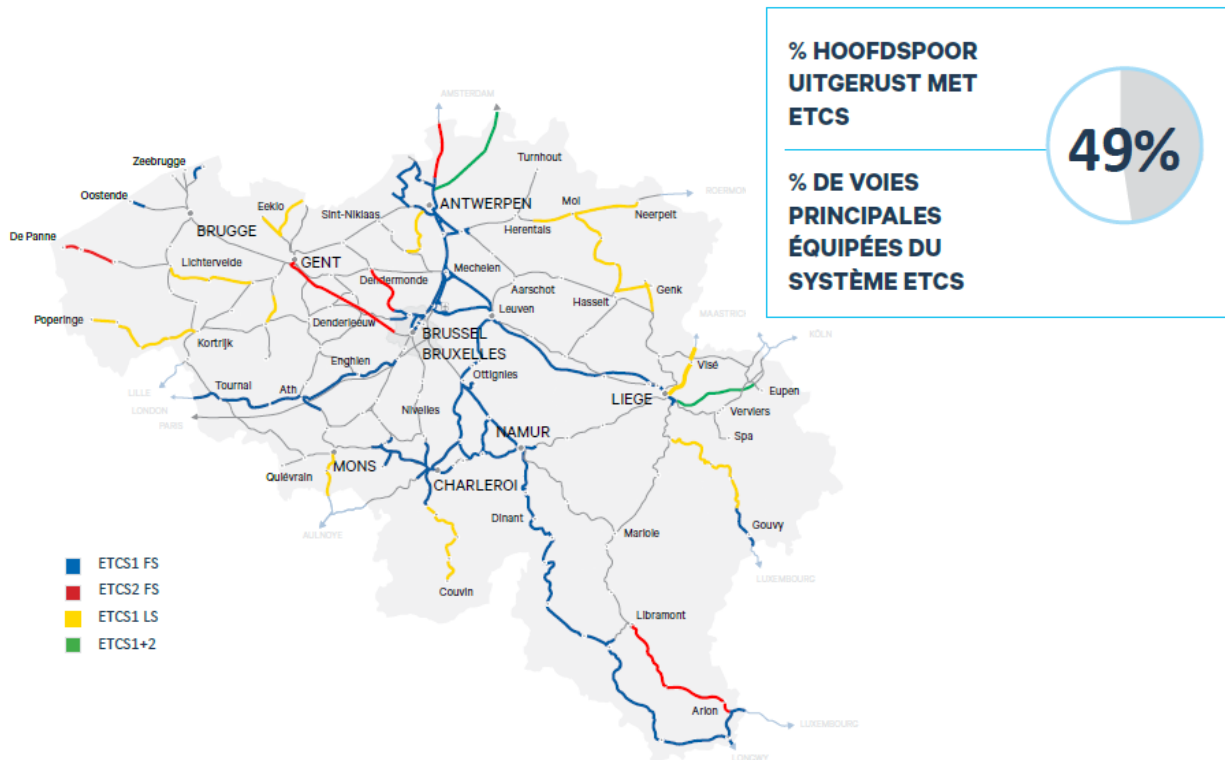 % HOOFDSPOOR
UITGERUST MET
ETCS
49%
% DE VOIES
PRINCIPALES
ÉQUIPÉES DU
SYSTÈME ETCS
AMSTERDAM
Zeebrugge
Turnhout
Oostende
Eeklo
Sint-Niklaas
ANTWERPEN
Mol
ROERMON
Neerpelt
BRUGGE
Herentals
De Panne
Lichtervelde
GENT
Mechelen
Dendermonde
Aarschot
Genk
Hasselt
Leuven
MAASTRICH
Poperinge
Denderleeuw
BRUSSEL
BRUXELLES
KÖLN
Kortrijk
Enghien
Visé
Ottignies
Tournai
Ath
LIEGE
Eupen
LILLE
LONDON
PARIS
Nivelles
Verviers
NAMUR
Spa
MONS
Quiévrain
CHARLEROI
Dinant
Gouvy
AULNOYE
Marloie
LUXEMBOURG
Couvin
Libramont
Arlon
LUXEMBOURG
LONGWY
ETCS1 FS
ETCS2 FS
ETCS1 LS
ETCS1+2